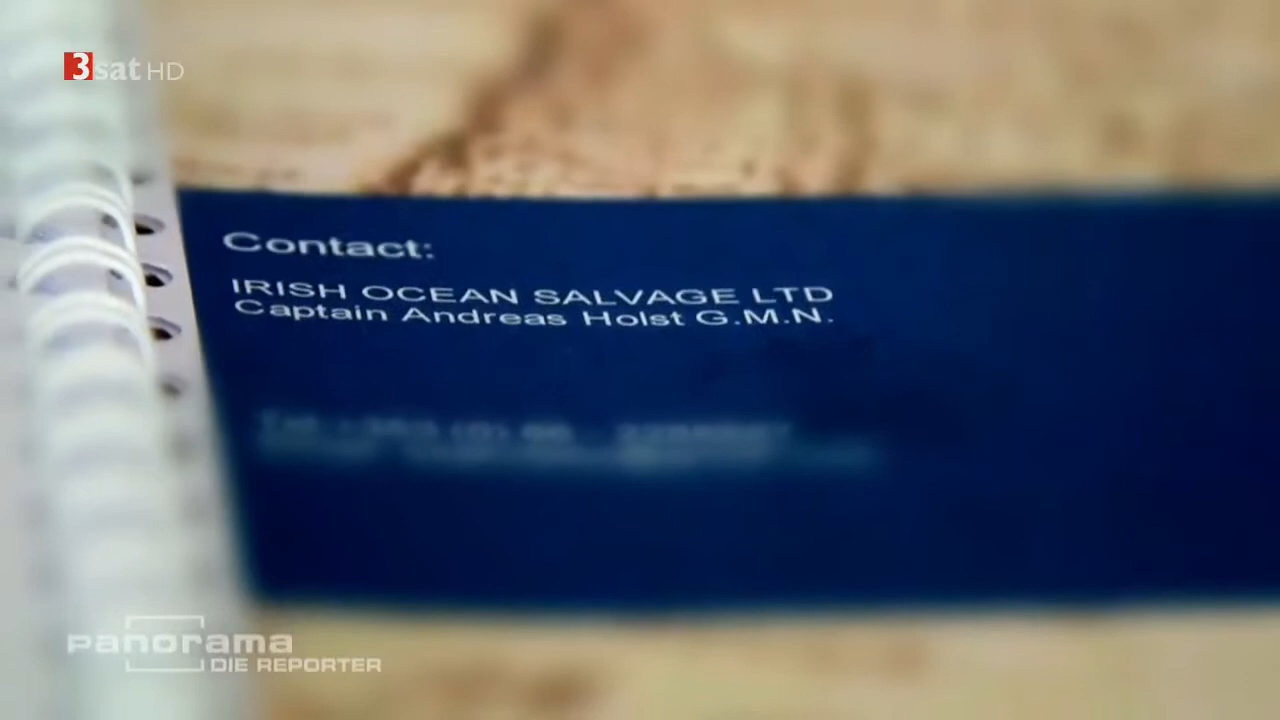 3sat HD
Contact:
IRISH OCEAN SALVAGE LTD
Captain Andreas Holst G.M.N.
panorama
DIE REPORTER